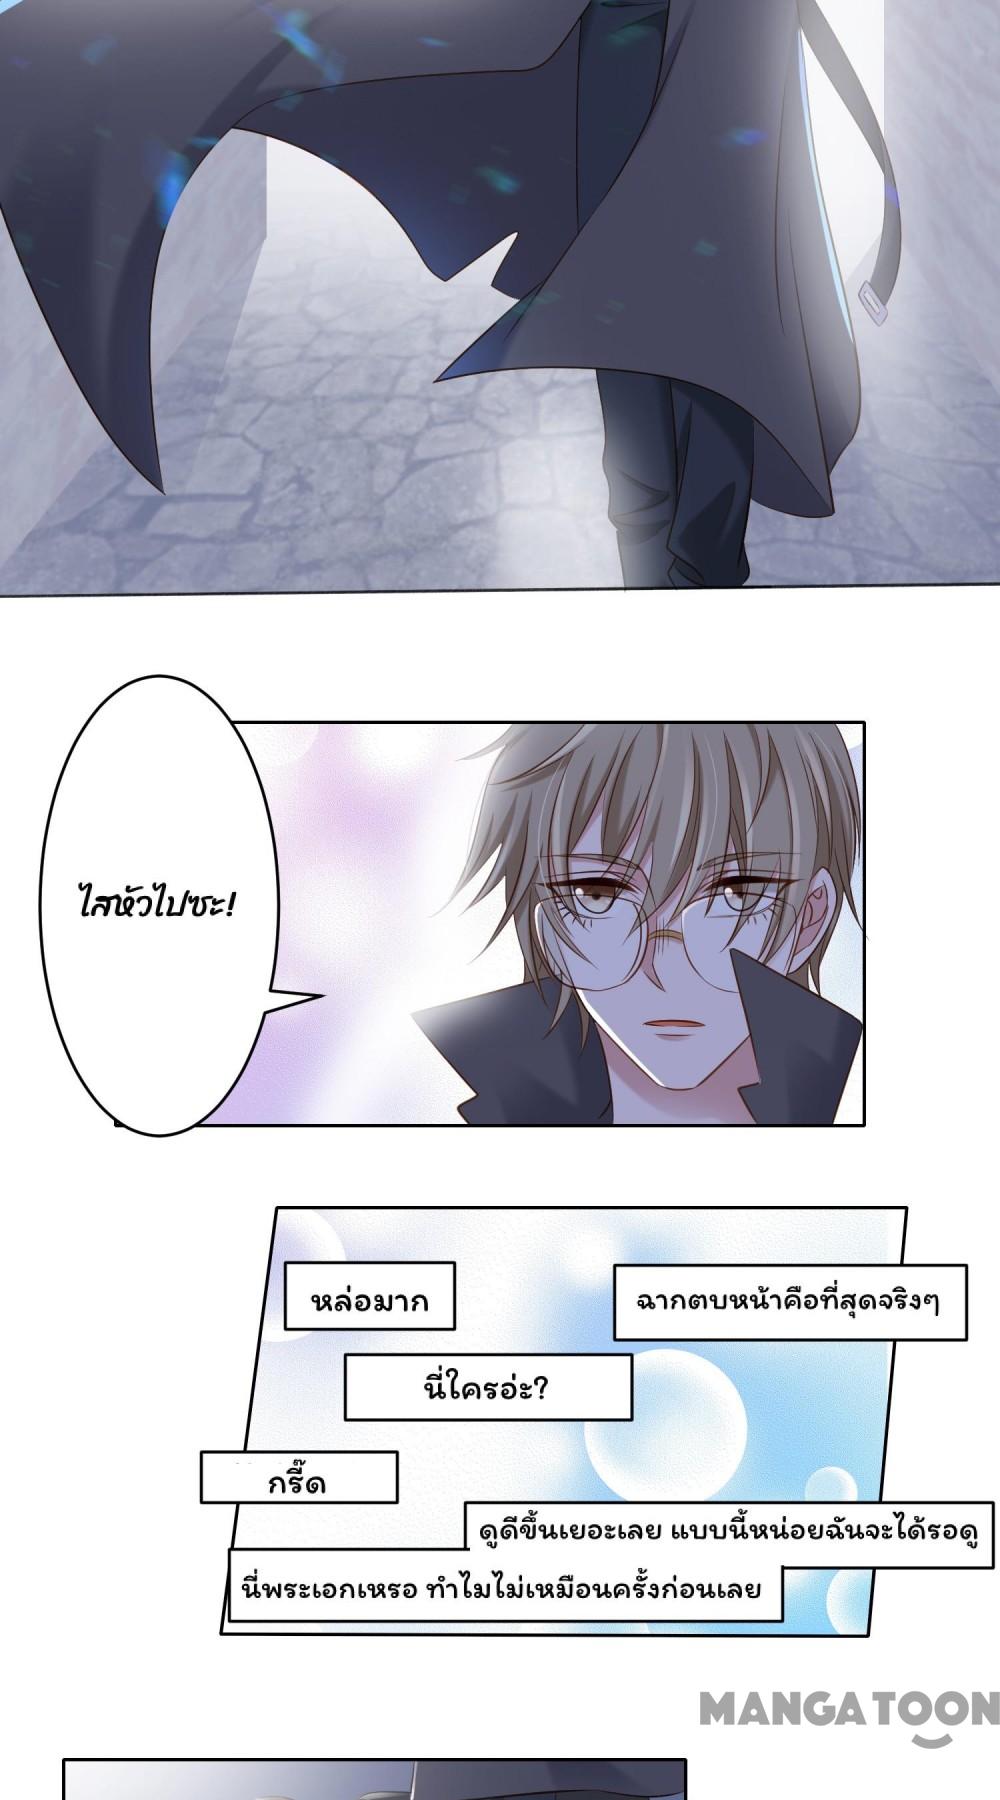 ไสหัวไปซะ!
หล่อมาก
ฉากตบหน้าคือที่สุดจริงๆ
นี่ใครอ่ะ?
กรี๊ด
ดูดีขึ้นเยอะเลย แบบนี้หน่อยฉันจะได้รอดู
นี่พระเอกเหรอ ทำไมไม่เหมือนครั้งก่อนเลย
MANGATOON